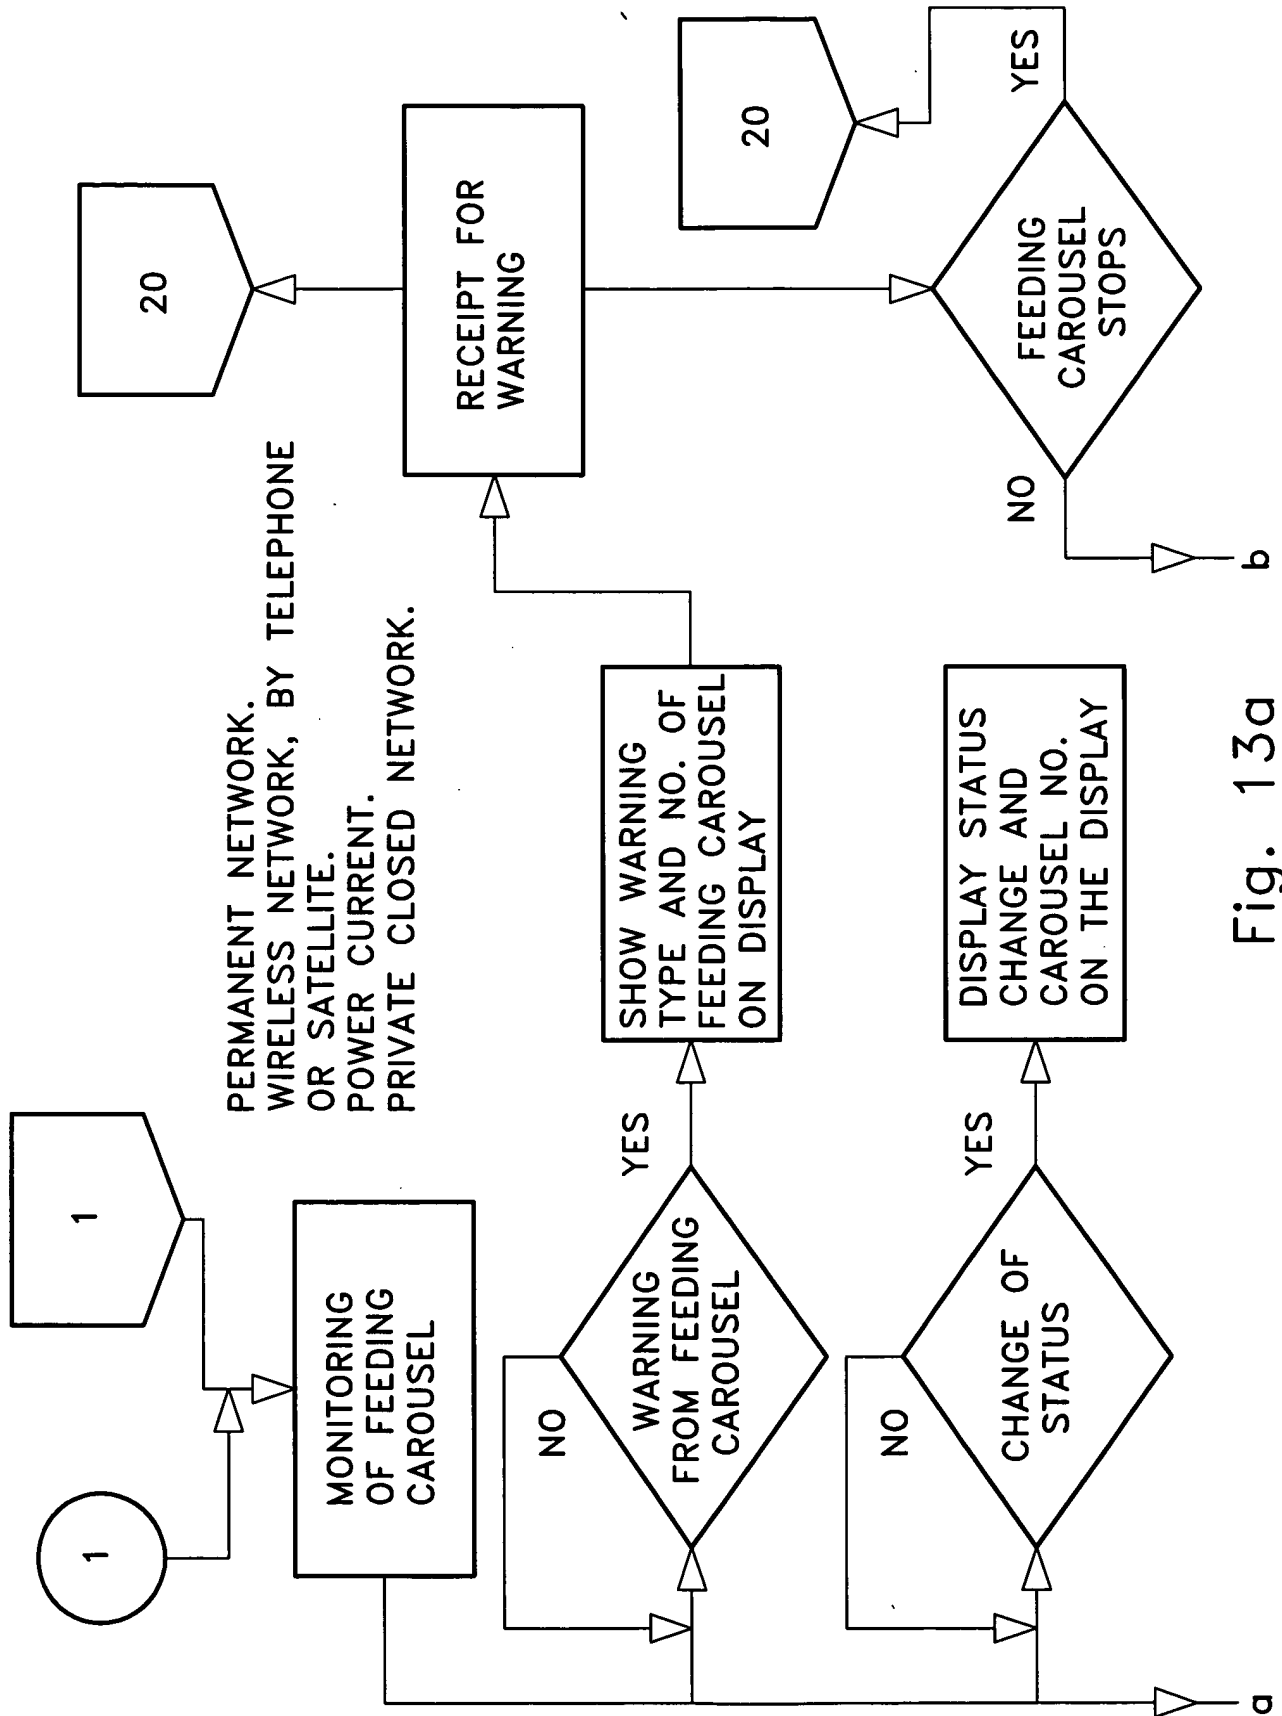 1
1
MONITORING
OF FEEDING
CAROUSEL
PERMANENT NETWORK.
WIRELESS NETWORK, BY TELEPHONE
OR SATELLITE.
POWER CURRENT.
PRIVATE CLOSED NETWORK.
20
NO
WARNING
FROM FEEDING
CAROUSEL
YES
SHOW WARNING
TYPE AND NO. OF
FEEDING CAROUSEL
ON DISPLAY
RECEIPT FOR
WARNING
20
NO
CHANGE OF
STATUS
YES
DISPLAY STATUS
CHANGE AND
CAROUSEL NO.
ON THE DISPLAY
NO
FEEDING
CAROUSEL
STOPS
YES
a
b
Fig. 13a